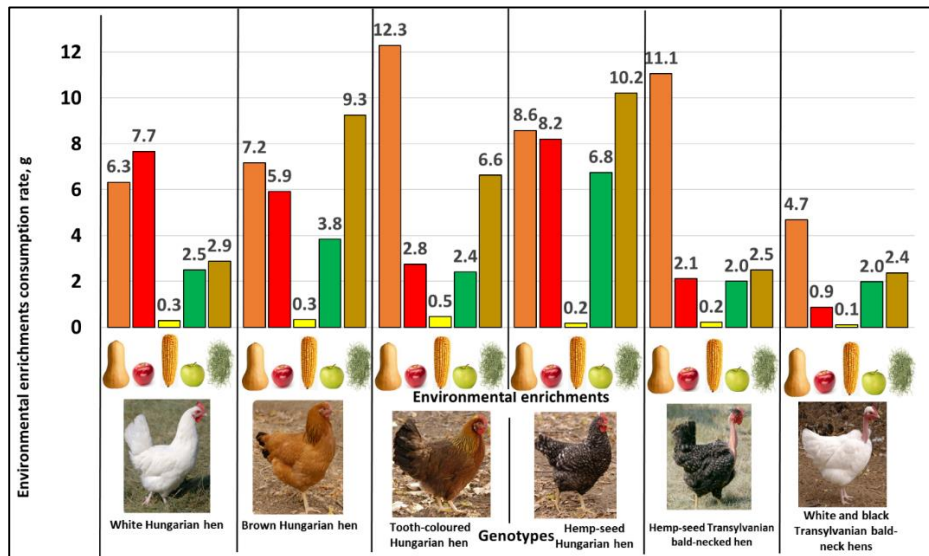 Environmental enrichments consumption rate, g
12
10
8
6
4
2
0
6.3
7.7
0.3
2.5
2.9
7.2
5.9
0.3
3.8
9.3
12.3
2.8
0.5
2.4
6.6
8.6
8.2
0.2
6.8
10.2
11.1
2.1
0.2
2.0
2.5
4.7
0.9
0.1
2.0
2.4
Environmental enrichments
White Hungarian hen
Brown Hungarian hen
Tooth-coloured
Hungarian hen
Genotypes
Hemp-seed
Hungarian hen
Hemp-seed Transylvanian
bald-necked hen
White and black
Transylvanian bald-
neck hens